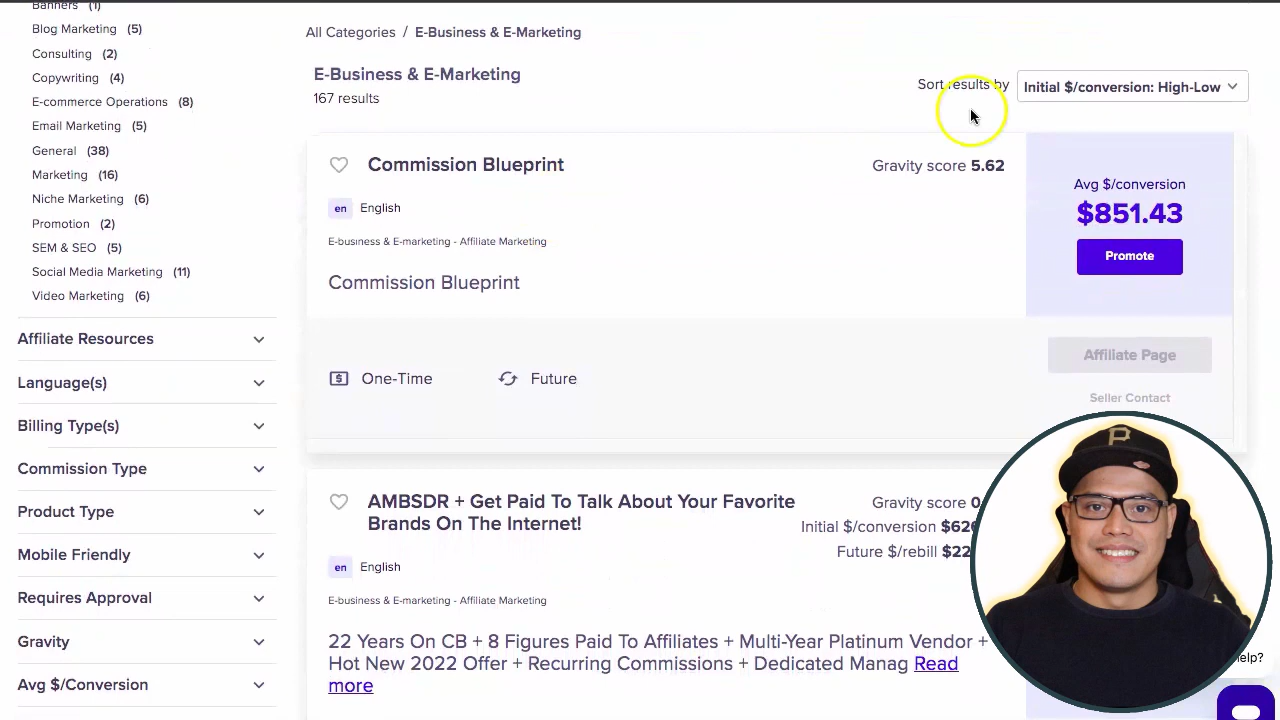 Banners (1)
Blog Marketing (5)
Consulting (2)
Copywriting (4)
E-commerce Operations (8)
Email Marketing (5)
General (38)
Marketing (16)
Niche Marketing (6)
Promotion (2)
SEM & SEO (5)
Social Media Marketing (11)
Video Marketing (6)
Affiliate Resources
Language(s)
Billing Type(s)
Commission Type
Product Type
Mobile Friendly
Requires Approval
Gravity
Avg $/Conversion
All Categories / E-Business & E-Marketing
E-Business & E-Marketing
167 results
Sort results by Initial $/conversion: High-Low
Commission Blueprint
Gravity score 5.62
en English
E-business & E-marketing - Affiliate Marketing
Commission Blueprint
Avg $/conversion
$851.43
Promote
One-Time Future
Affiliate Page
Seller Contact
AMBSDR + Get Paid To Talk About Your Favorite
Brands On The Internet!
Gravity score
Initial $/conversion
Future $/rebill
en English
E-business & E-marketing - Affiliate Marketing
22 Years On CB + 8 Figures Paid To Affiliates + Multi-Year Platinum Vendor +
Hot New 2022 Offer + Recurring Commissions + Dedicated Manag Read
more
P